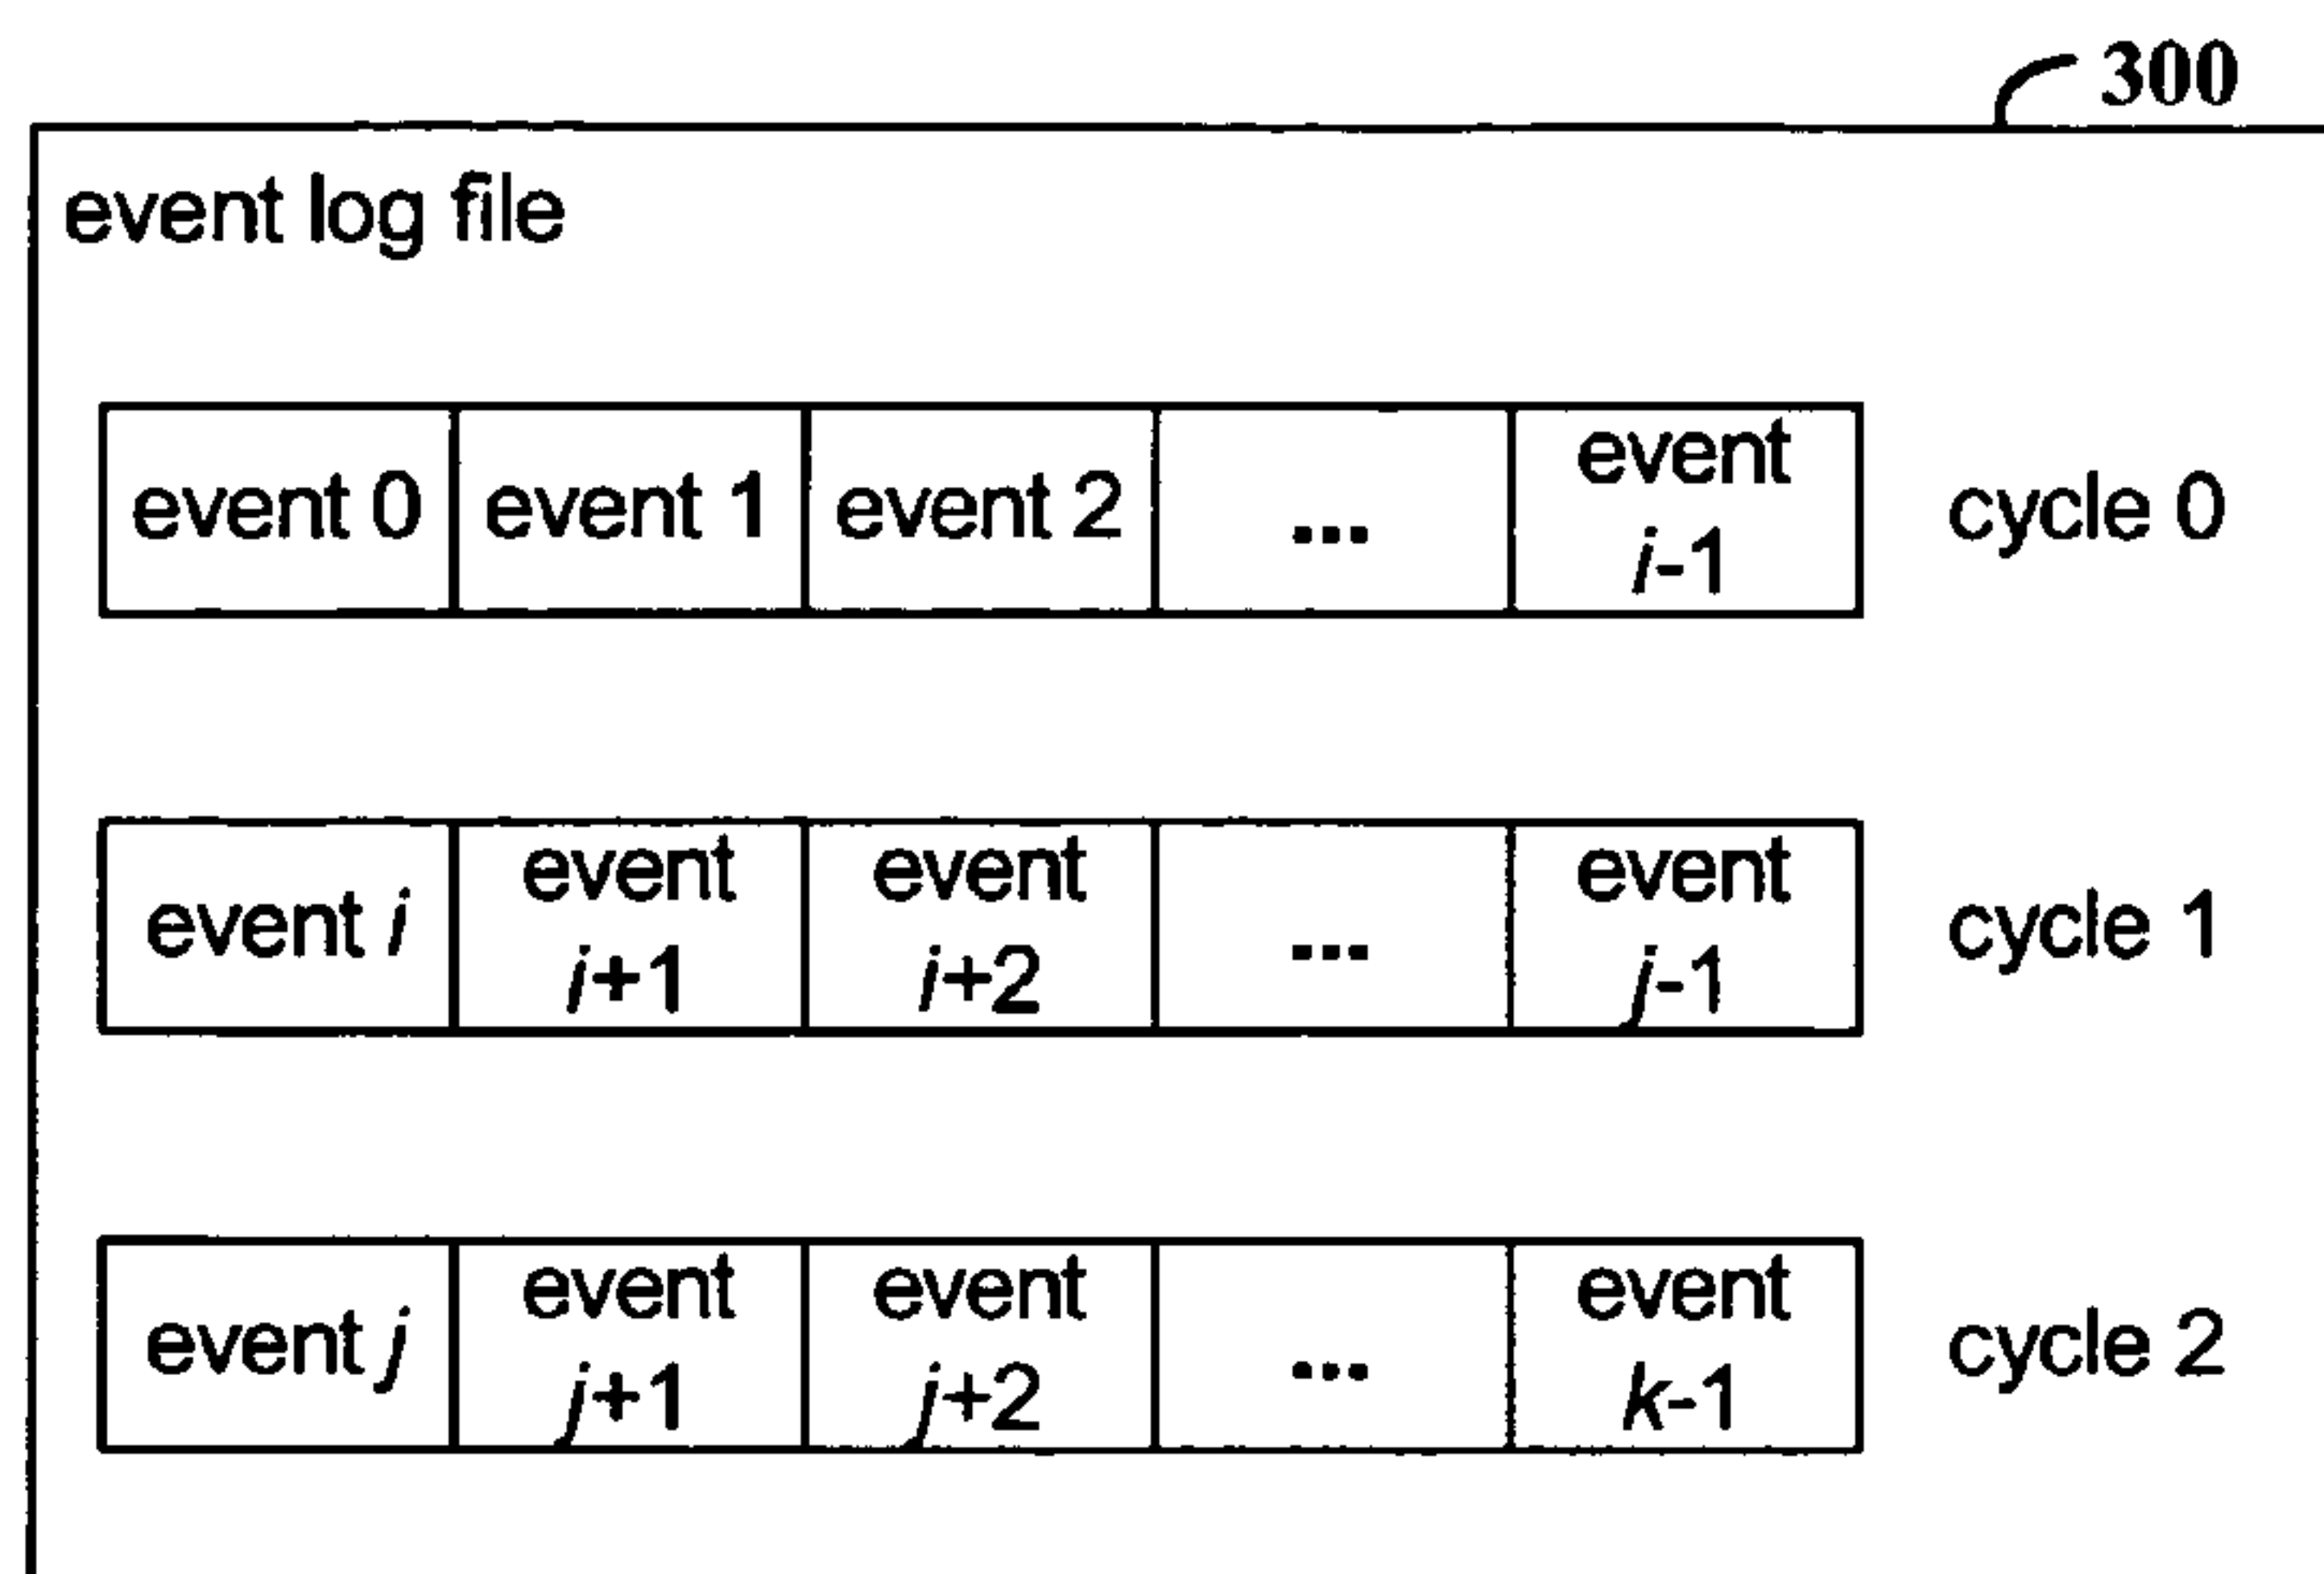 300
event log file
event 0 event 1 event 2 ... event i-1 cycle 0
event i event i+1 event i+2 ... event j-1 cycle 1
event j event j+1 event j+2 ... event k-1 cycle 2